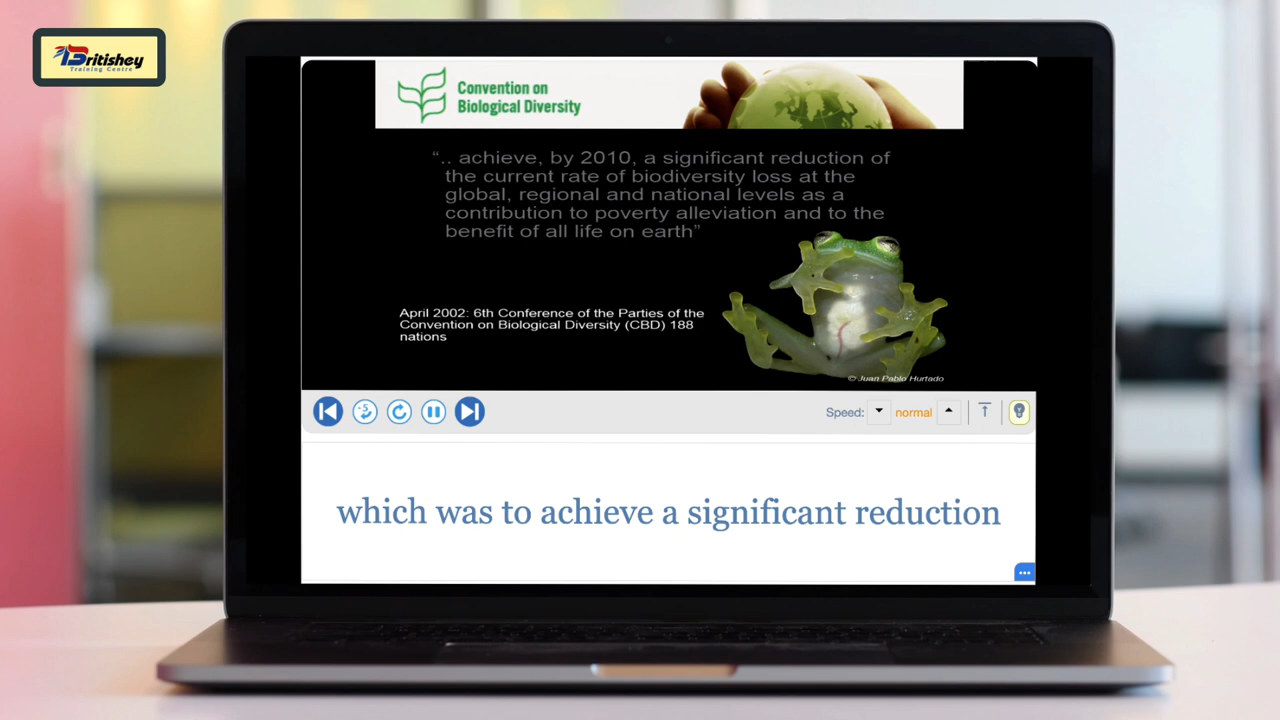 Britishey
Training Centre
Convention on
Biological Diversity
“.. achieve, by 2010, a significant reduction of
the current rate of biodiversity loss at the
global, regional and national levels as a
contribution to poverty alleviation and to the
benefit of all life on earth”
April 2002: 6th Conference of the Parties of the
Convention on Biological Diversity (CBD) 188
nations
© Juan Pablo Hurtado
-5
Speed: normal
which was to achieve a significant reduction